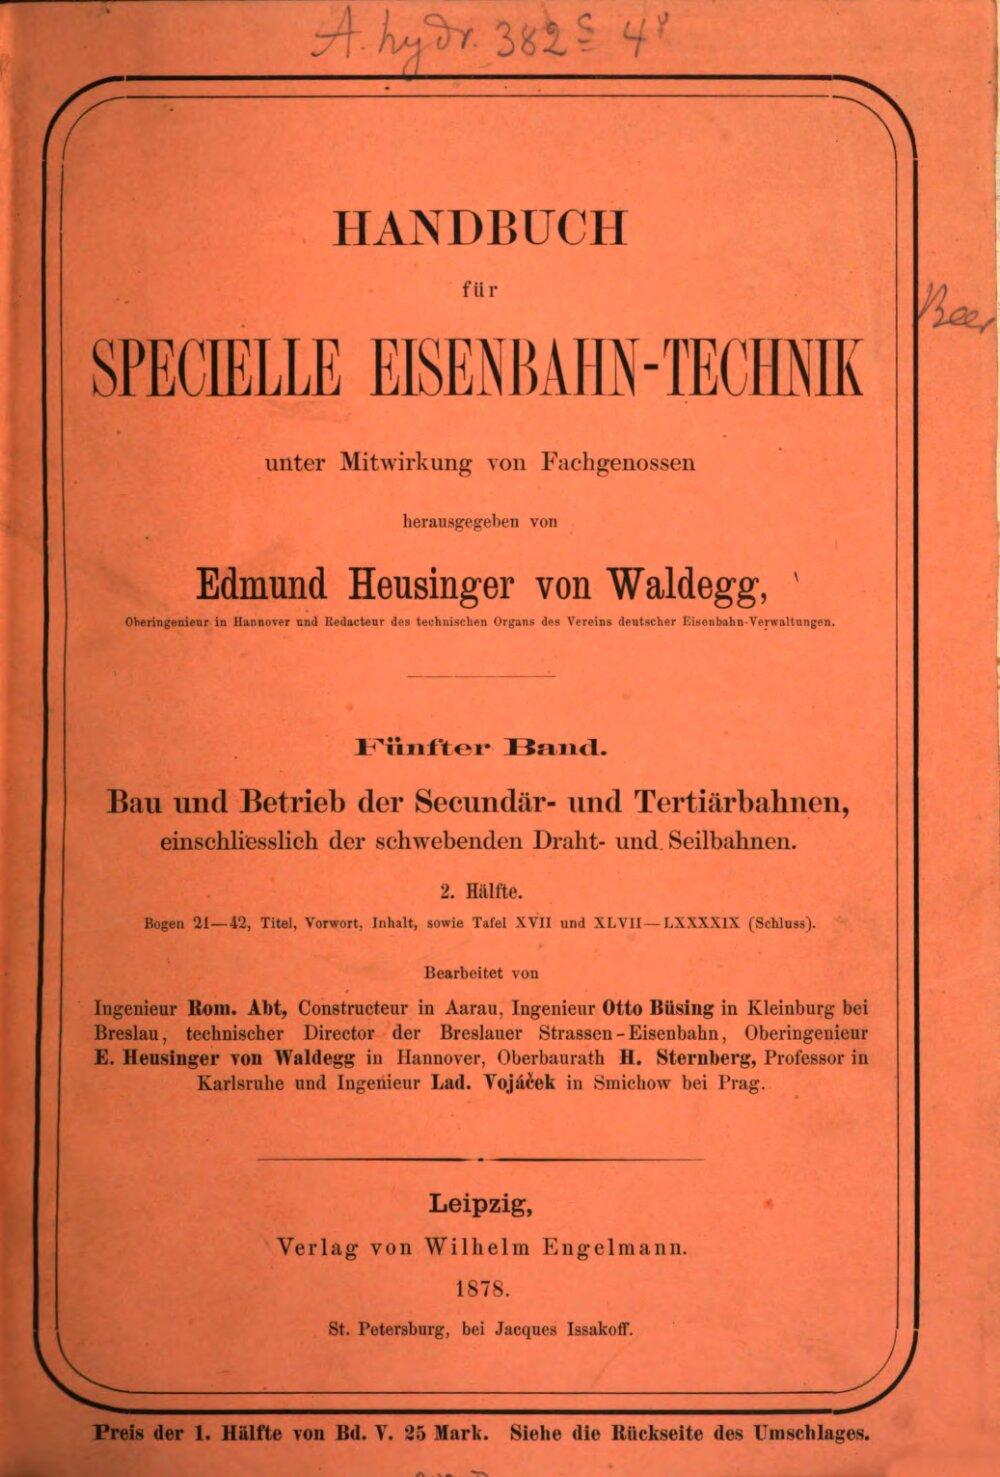 A. hydr. 382 c 4°
HANDBUCH
für
SPECIELLE EISENBAHN-TECHNIK
Beer
unter Mitwirkung von Fachgenossen
herausgegeben von
Edmund Heusinger von Waldegg,
Oberingenieur in Hannover und Redacteur des technischen Organs des Vereins deutscher Eisenbahn-Verwaltungen.
Fünfter Band.
Bau und Betrieb der Secundär- und Tertiärbahnen,
einschliesslich der schwebenden Draht- und Seilbahnen.
2. Hälfte.
Bogen 21—42, Titel, Vorwort, Inhalt, sowie Tafel XVII und XLVII—LXXXXIX (Schluss).
Bearbeitet von
Ingenieur Rom. Abt, Constructeur in Aarau, Ingenieur Otto Büsing in Kleinburg bei
Breslau, technischer Director der Breslauer Strassen-Eisenbahn, Oberingenieur
E. Heusinger von Waldegg in Hannover, Oberbaurath H. Sternberg, Professor in
Karlsruhe und Ingenieur Lad. Vojáček in Smichow bei Prag.
Leipzig,
Verlag von Wilhelm Engelmann.
1878.
St. Petersburg, bei Jacques Issakoff.
Preis der 1. Hälfte von Bd. V. 25 Mark. Siehe die Rückseite des Umschlages.